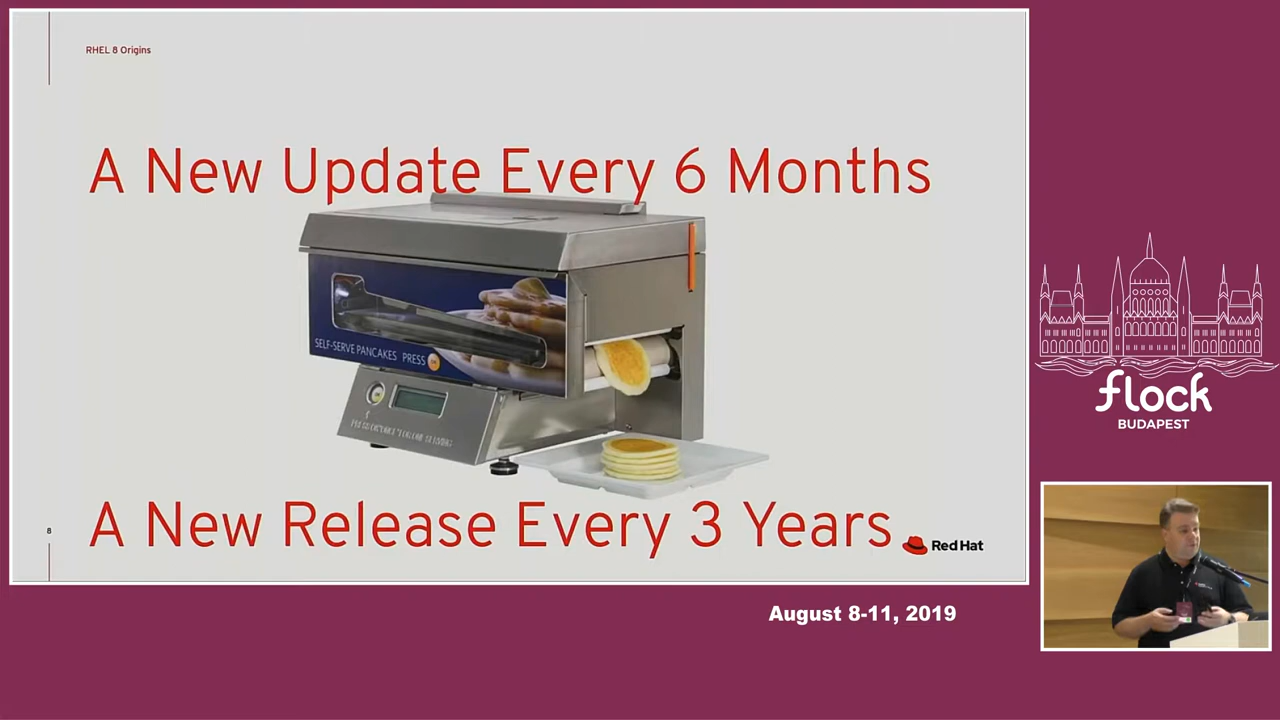 RHEL 8 Origins
A New Update Every 6 Months
SELF-SERVE PANCAKES PRESS
A New Release Every 3 Years
8
Red Hat
flock
BUDAPEST
August 8-11, 2019